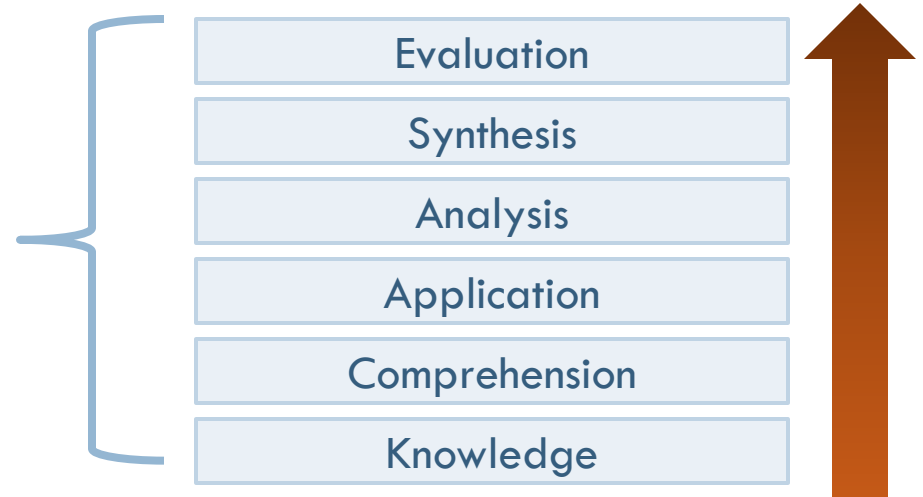 Evaluation
Synthesis
Analysis
Application
Comprehension
Knowledge